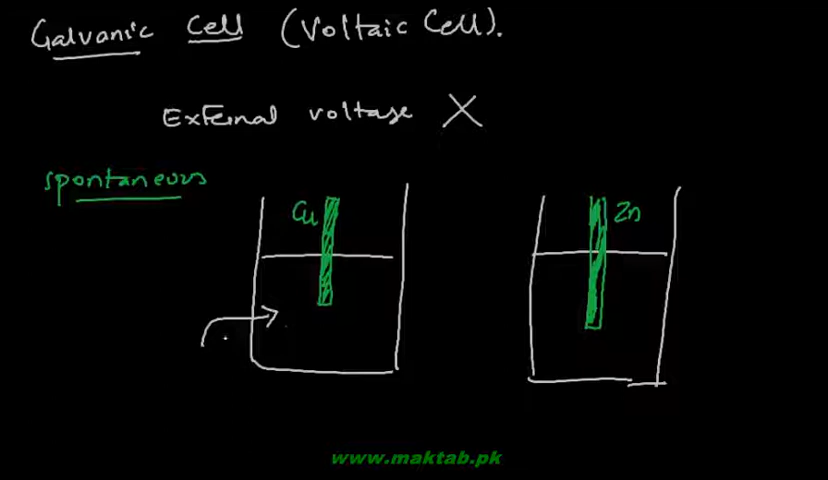 Galvanic Cell (Voltaic Cell).
External voltage X
spontaneous
Cu
Zn
www.maktab.pk